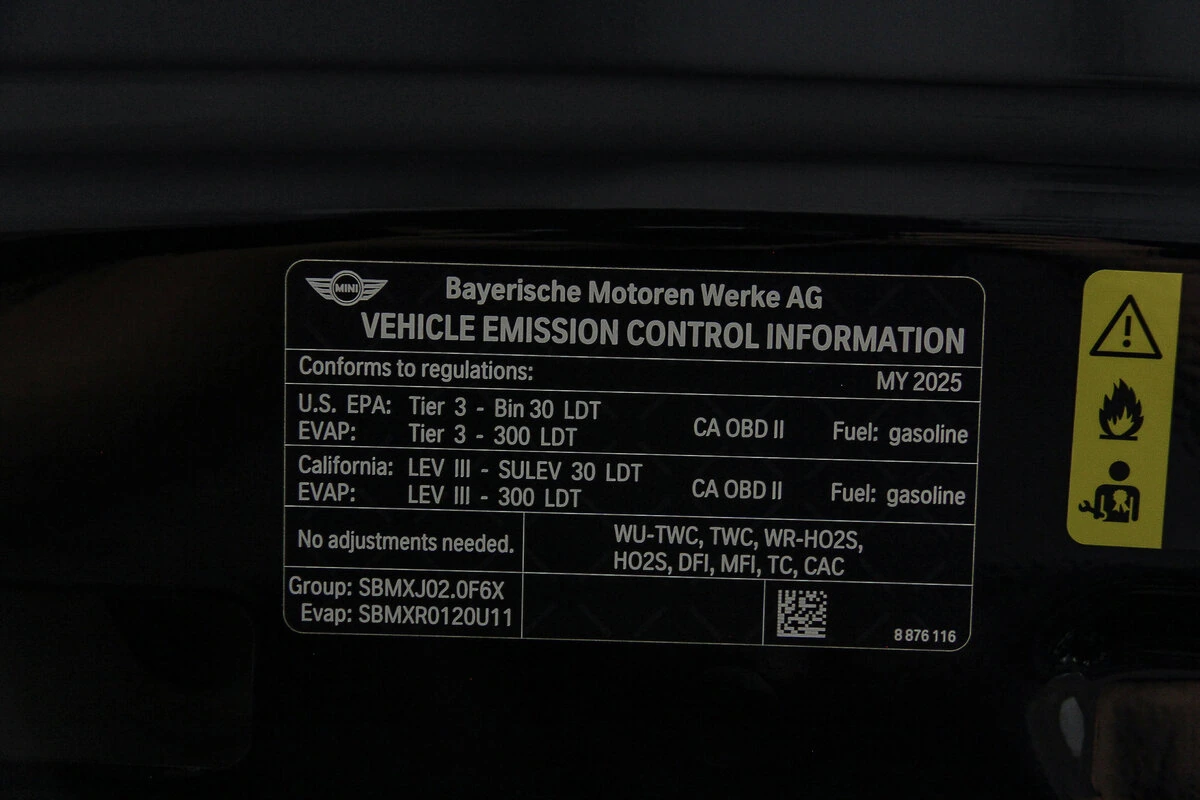 MINI
Bayerische Motoren Werke AG
VEHICLE EMISSION CONTROL INFORMATION
Conforms to regulations: MY 2025
U.S. EPA: Tier 3 - Bin 30 LDT
EVAP: Tier 3 - 300 LDT
CA OBD II Fuel: gasoline
California: LEV III - SULEV 30 LDT
EVAP: LEV III - 300 LDT
CA OBD II Fuel: gasoline
No adjustments needed.
WU-TWC, TWC, WR-HO2S,
HO2S, DFI, MFI, TC, CAC
Group: SBMXJ02.0F6X
Evap: SBMXR0120U11
8 876 116